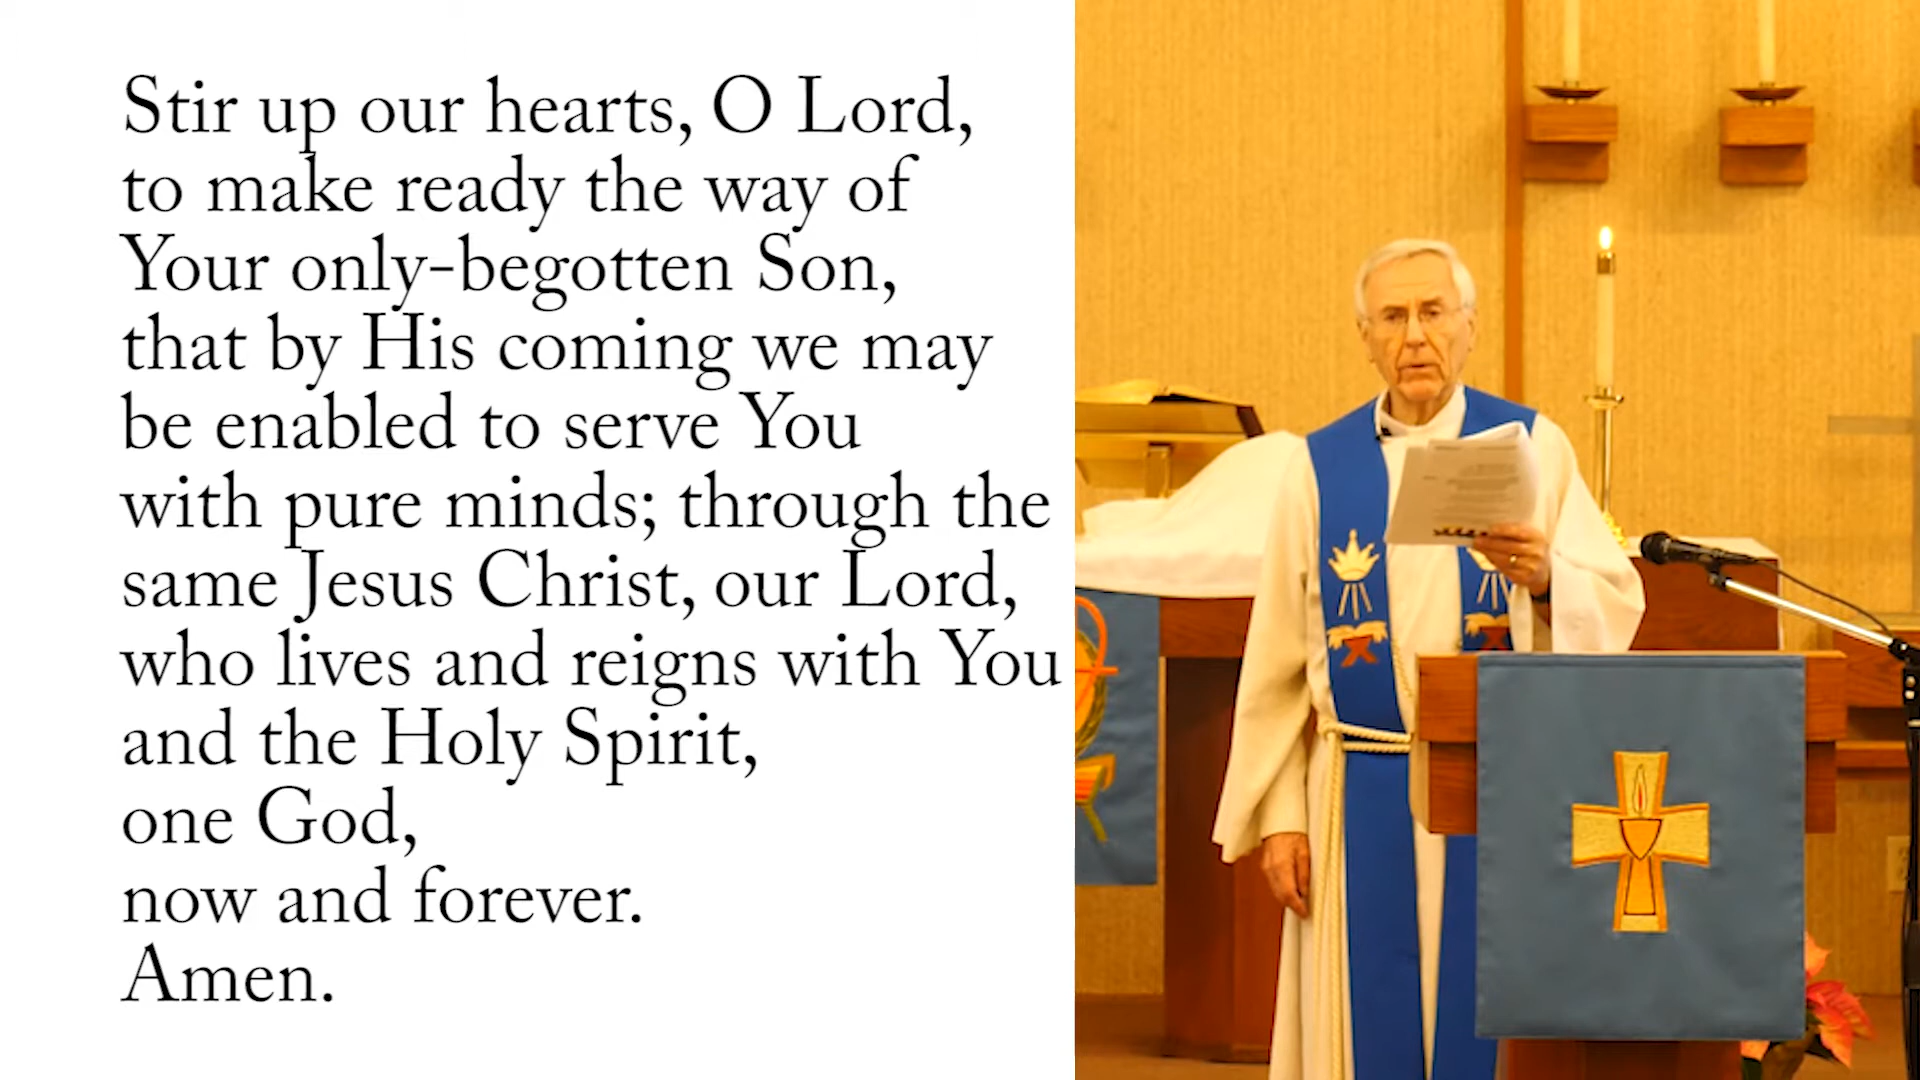 Stir up our hearts, O Lord,
to make ready the way of
Your only-begotten Son,
that by His coming we may
be enabled to serve You
with pure minds; through the
same Jesus Christ, our Lord,
who lives and reigns with You
and the Holy Spirit,
one God,
now and forever.
Amen.